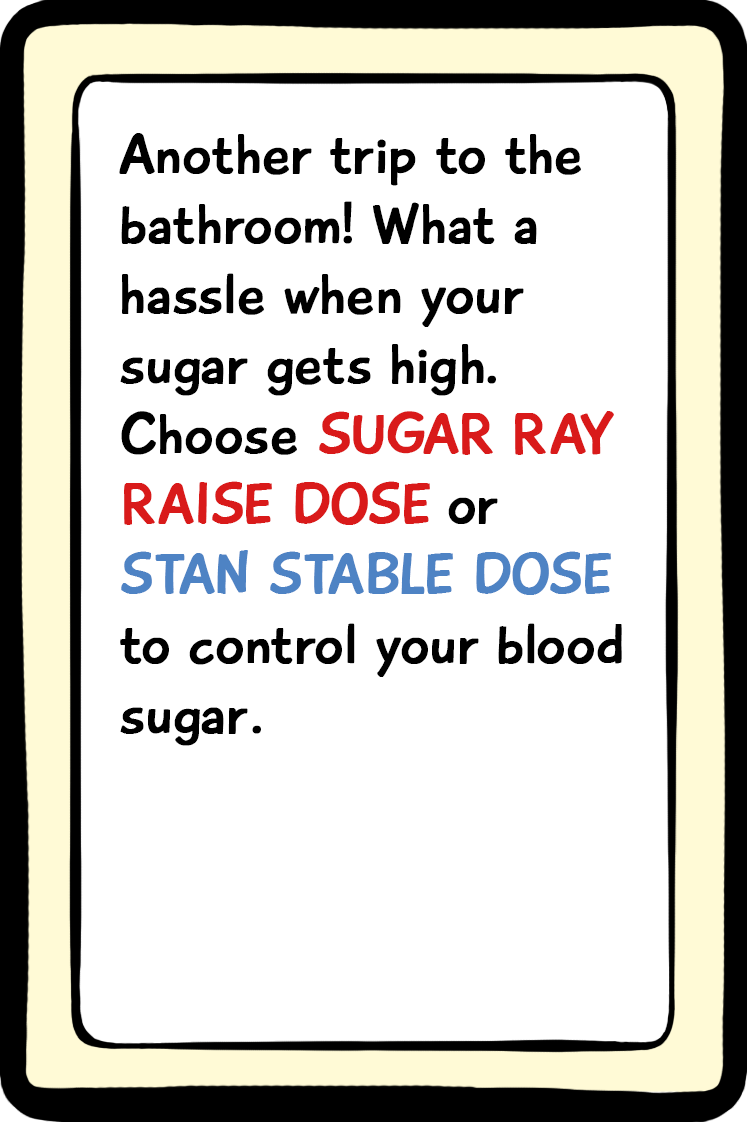 Another trip to the
bathroom! What a
hassle when your
sugar gets high.
Choose SUGAR RAY
RAISE DOSE or
STAN STABLE DOSE
to control your blood
sugar.